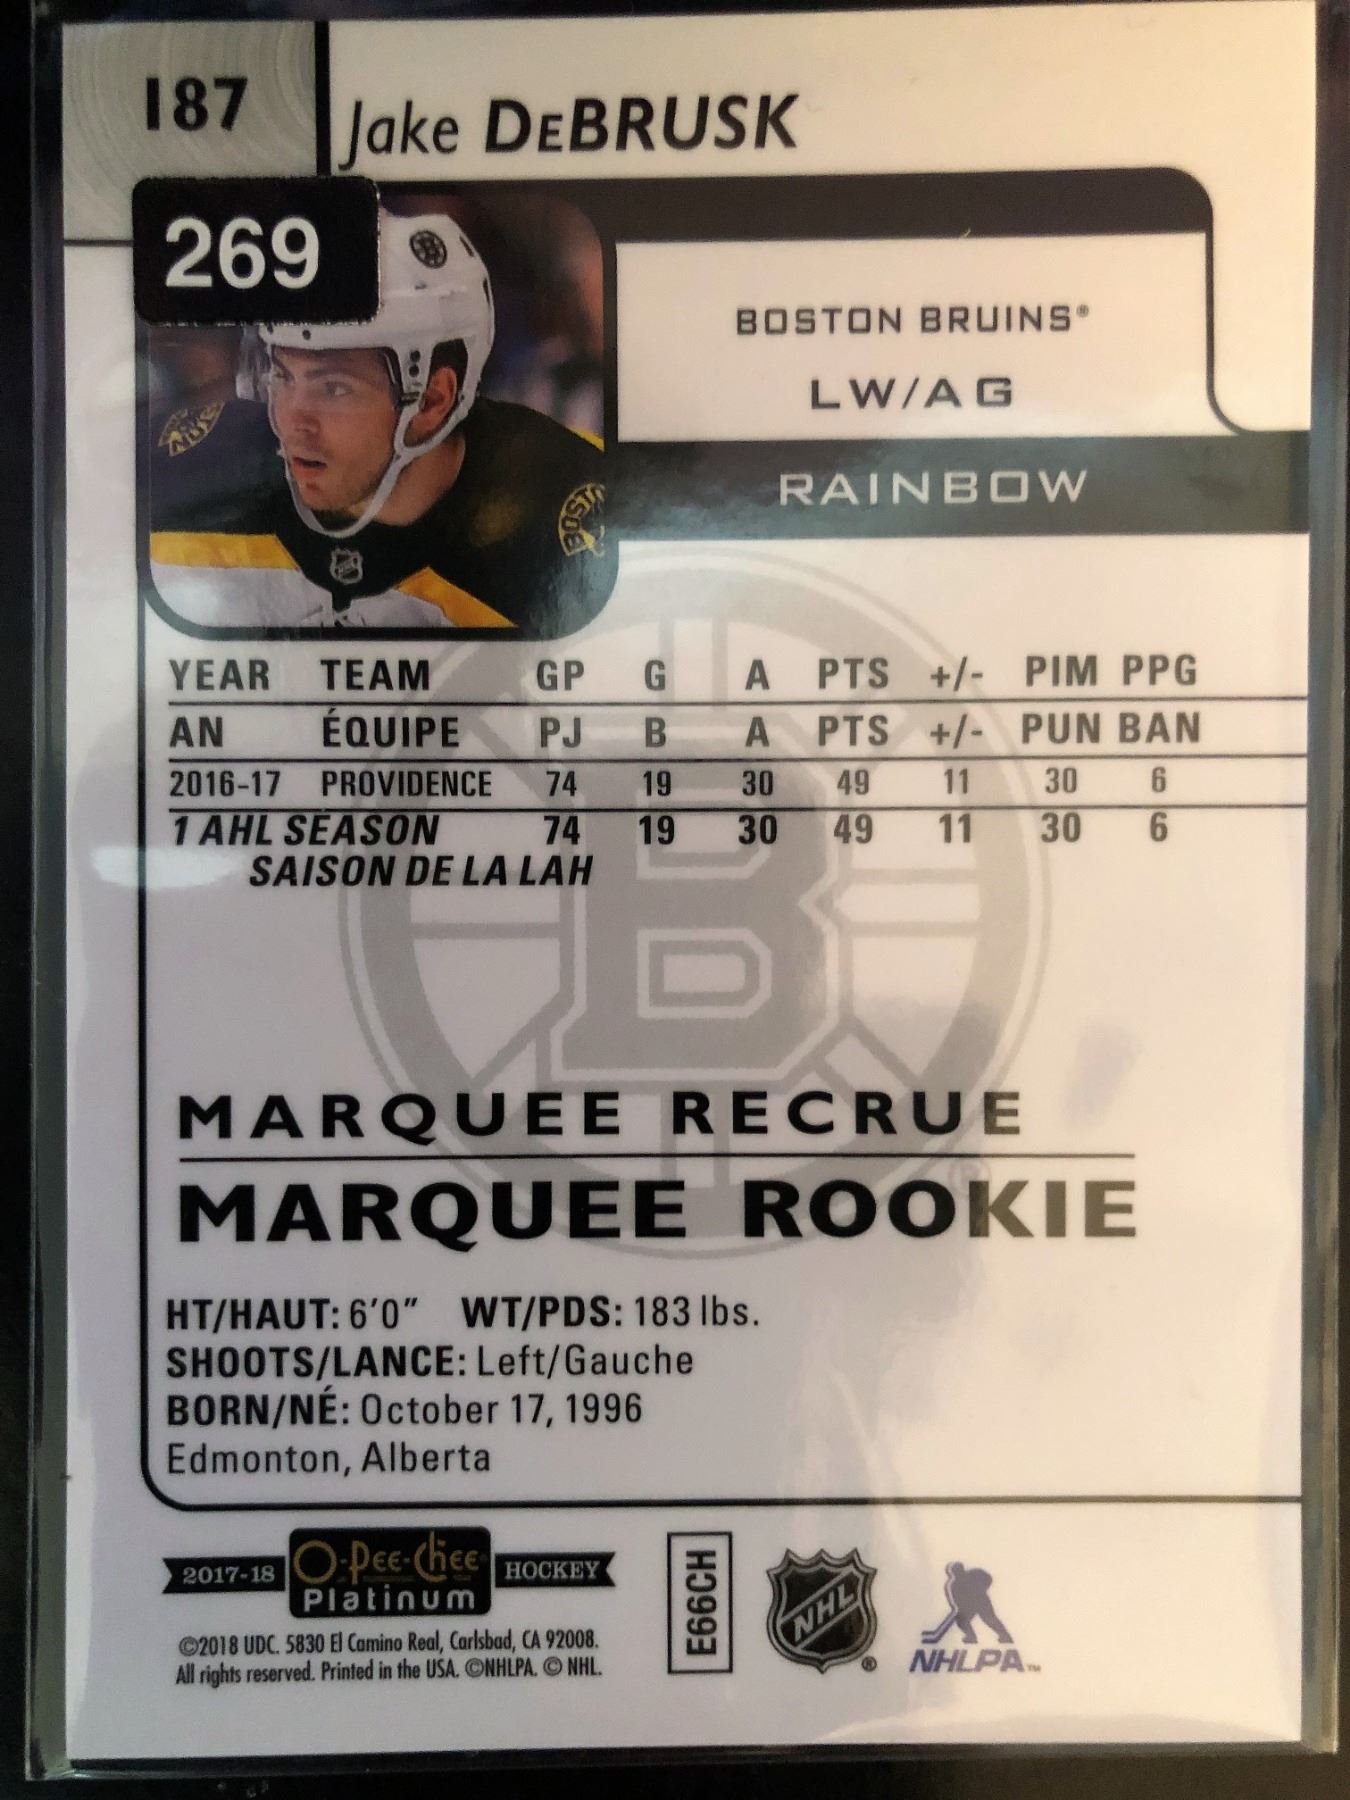 187
Jake DEBRUSK
269
BOSTON BRUINS®
LW/AG
RAINBOW
YEAR TEAM GP G A PTS +/- PIM PPG
AN ÉQUIPE PJ B A PTS +/- PUN BAN
2016-17 PROVIDENCE 74 19 30 49 11 30 6
1 AHL SEASON 74 19 30 49 11 30 6
SAISON DE LA LAH
MARQUEE RECRUE
MARQUEE ROOKIE
HT/HAUT: 6'0" WT/PDS: 183 lbs.
SHOOTS/LANCE: Left/Gauche
BORN/NÉ: October 17, 1996
Edmonton, Alberta
2017-18 O-Pee-Chee Platinum HOCKEY
©2018 UDC. 5830 El Camino Real, Carlsbad, CA 92008.
All rights reserved. Printed in the USA. ©NHLPA. © NHL.
E66CH
NHL®
NHLPA™